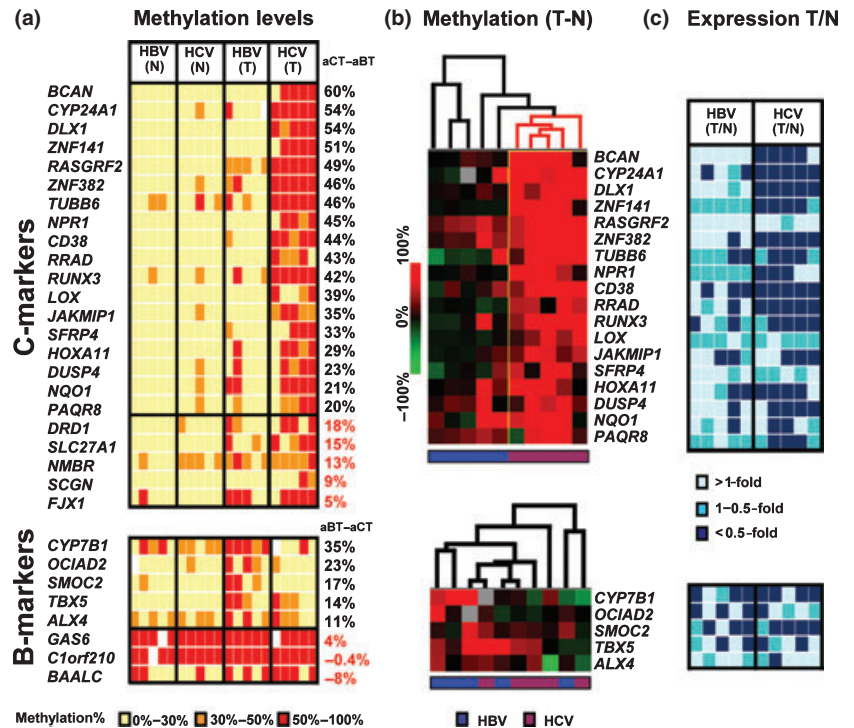 (a) Methylation levels
HBV (N) HCV (N) HBV (T) HCV (T) aCT–aBT
C-markers
BCAN 60%
CYP24A1 54%
DLX1 54%
ZNF141 51%
RASGRF2 49%
ZNF382 46%
TUBB6 46%
NPR1 45%
CD38 44%
RRAD 43%
RUNX3 42%
LOX 39%
JAKMIP1 35%
SFRP4 33%
HOXA11 29%
DUSP4 23%
NQO1 21%
PAQR8 20%
DRD1 18%
SLC27A1 15%
NMBR 13%
SCGN 9%
FJX1 5%
aBT–aCT
B-markers
CYP7B1 35%
OCIAD2 23%
SMOC2 17%
TBX5 14%
ALX4 11%
GAS6 4%
C1orf210 –0.4%
BAALC –8%
Methylation% 0%–30% 30%–50% 50%–100%
(b) Methylation (T-N)
100%
0%
–100%
BCAN
CYP24A1
DLX1
ZNF141
RASGRF2
ZNF382
TUBB6
NPR1
CD38
RRAD
RUNX3
LOX
JAKMIP1
SFRP4
HOXA11
DUSP4
NQO1
PAQR8
CYP7B1
OCIAD2
SMOC2
TBX5
ALX4
HBV HCV
(c) Expression T/N
HBV (T/N) HCV (T/N)
>1-fold
1–0.5-fold
<0.5-fold